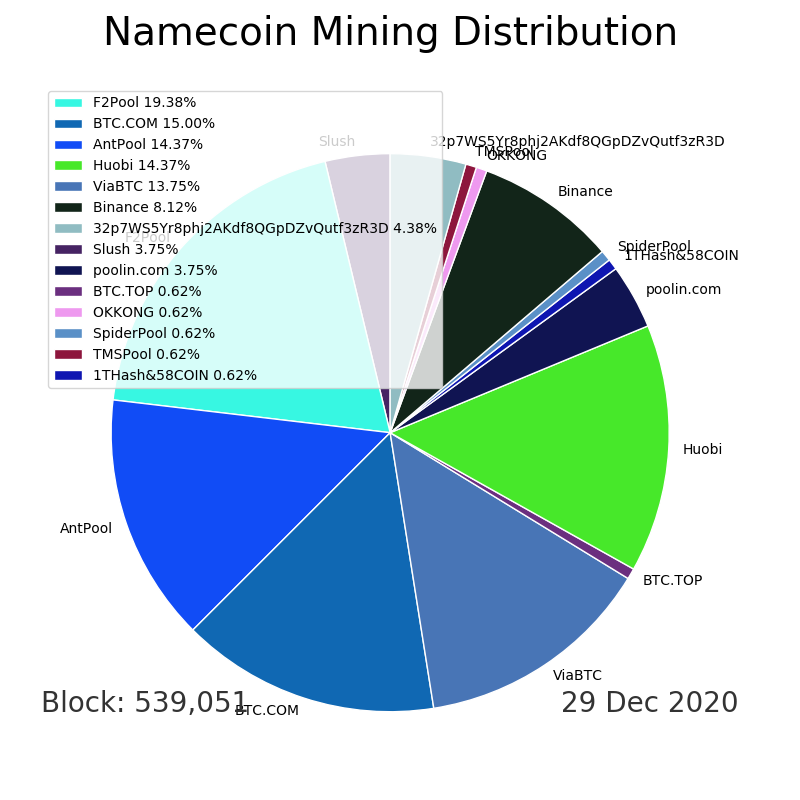 Namecoin Mining Distribution
F2Pool 19.38%
BTC.COM 15.00%
AntPool 14.37%
Huobi 14.37%
ViaBTC 13.75%
Binance 8.12%
32p7WS5Yr8phj2AKdf8QGpDZvQutf3zR3D 4.38%
Slush 3.75%
poolin.com 3.75%
BTC.TOP 0.62%
OKKONG 0.62%
SpiderPool 0.62%
TMSPool 0.62%
1THash&58COIN 0.62%
Slush
32p7WS5Yr8phj2AKdf8QGpDZvQutf3zR3D
TMSPool
OKKONG
Binance
F2Pool
SpiderPool
1THash&58COIN
poolin.com
Huobi
AntPool
BTC.TOP
ViaBTC
BTC.COM
Block: 539,051
29 Dec 2020